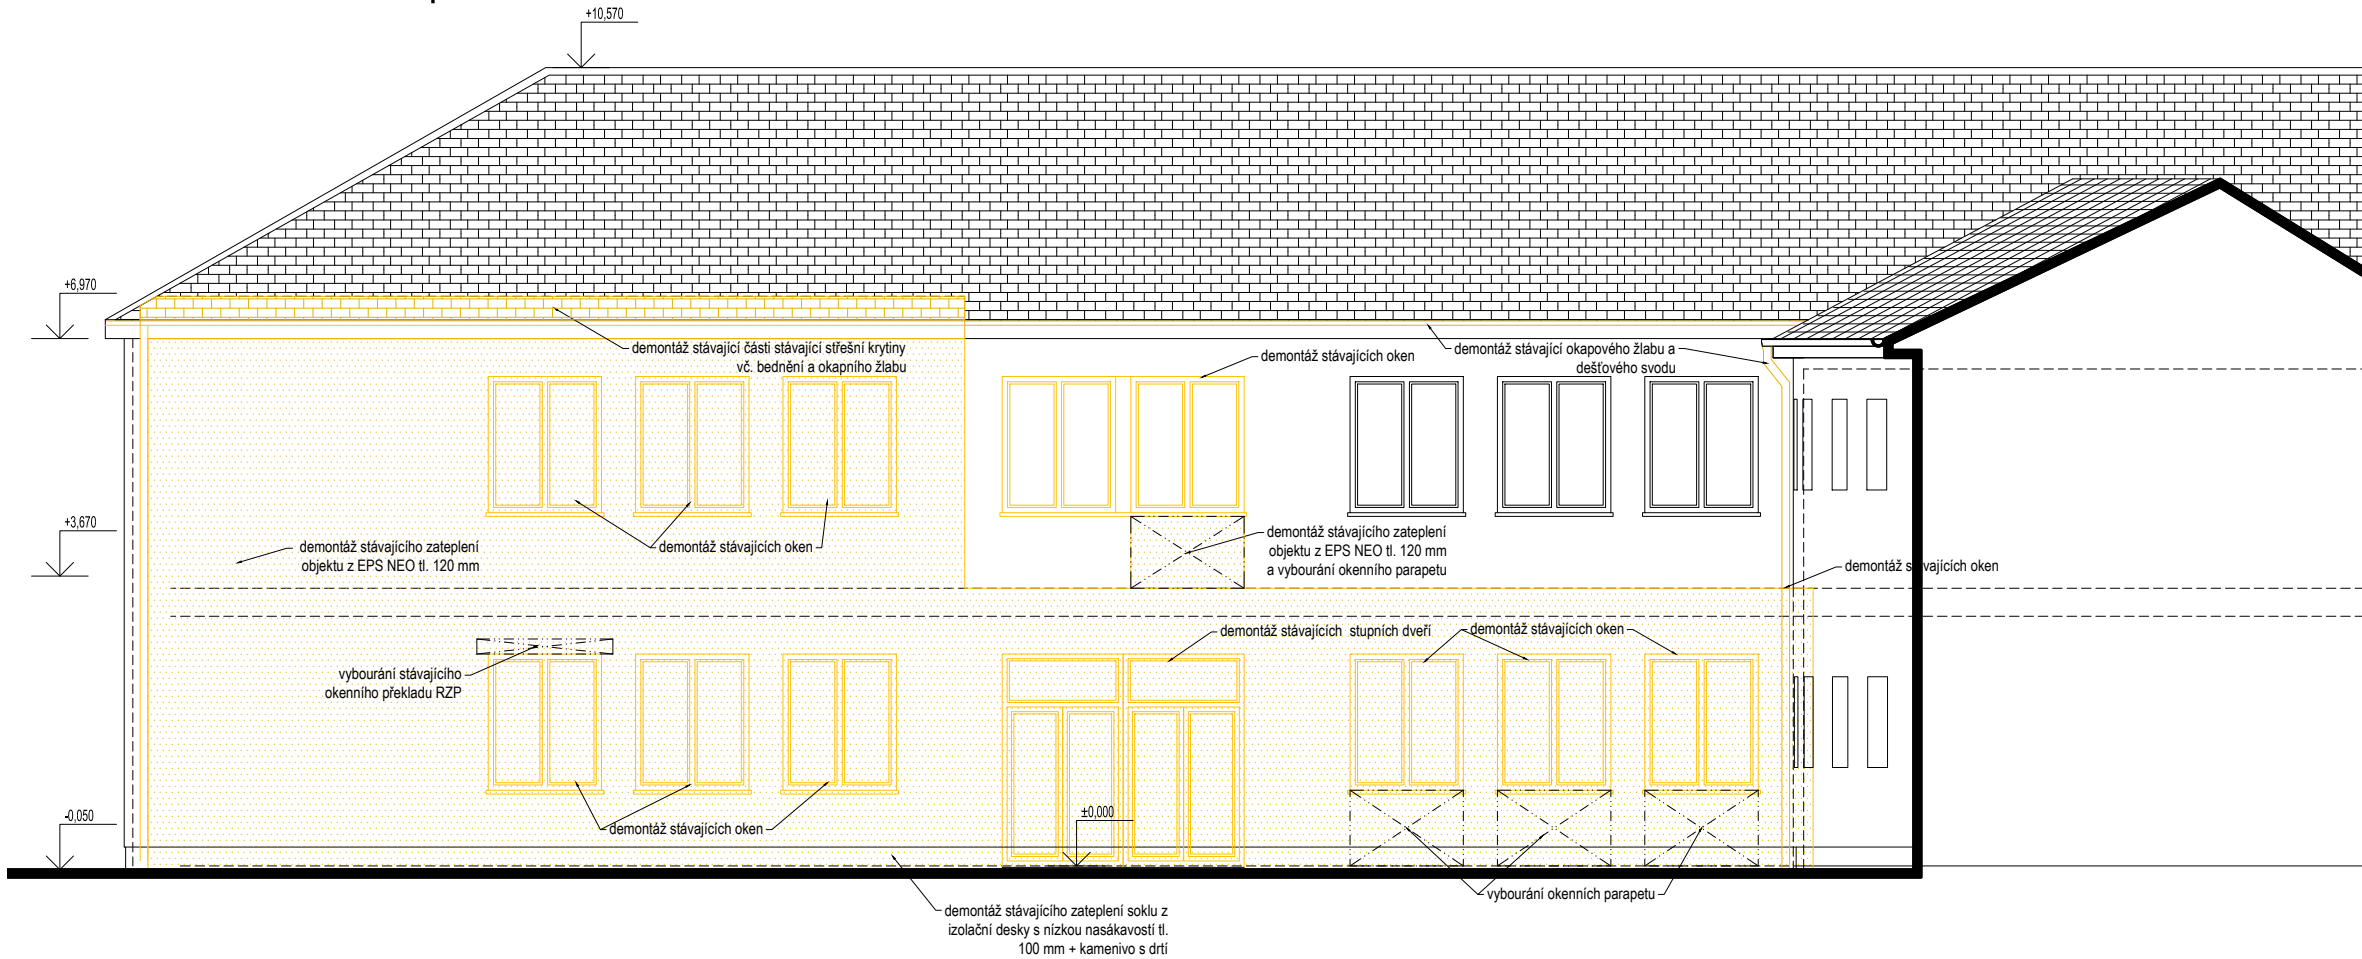 +10,570
+6,970
demontáž stávající části stávající střešní krytiny
vč. bednění a okapního žlabu
demontáž stávajících oken
demontáž stávající okapového žlabu a
dešťového svodu
+3,670
demontáž stávajícího zateplení
objektu z EPS NEO tl. 120 mm
demontáž stávajících oken
demontáž stávajícího zateplení
objektu z EPS NEO tl. 120 mm
a vybourání okenního parapetu
demontáž stávajících oken
demontáž stávajících stupních dveří
demontáž stávajících oken
vybourání stávajícího
okenního překladu RZP
-0,050
demontáž stávajících oken
±0,000
vybourání okenních parapetu
demontáž stávajícího zateplení soklu z
izolační desky s nízkou nasákavostí tl.
100 mm + kamenivo s drtí